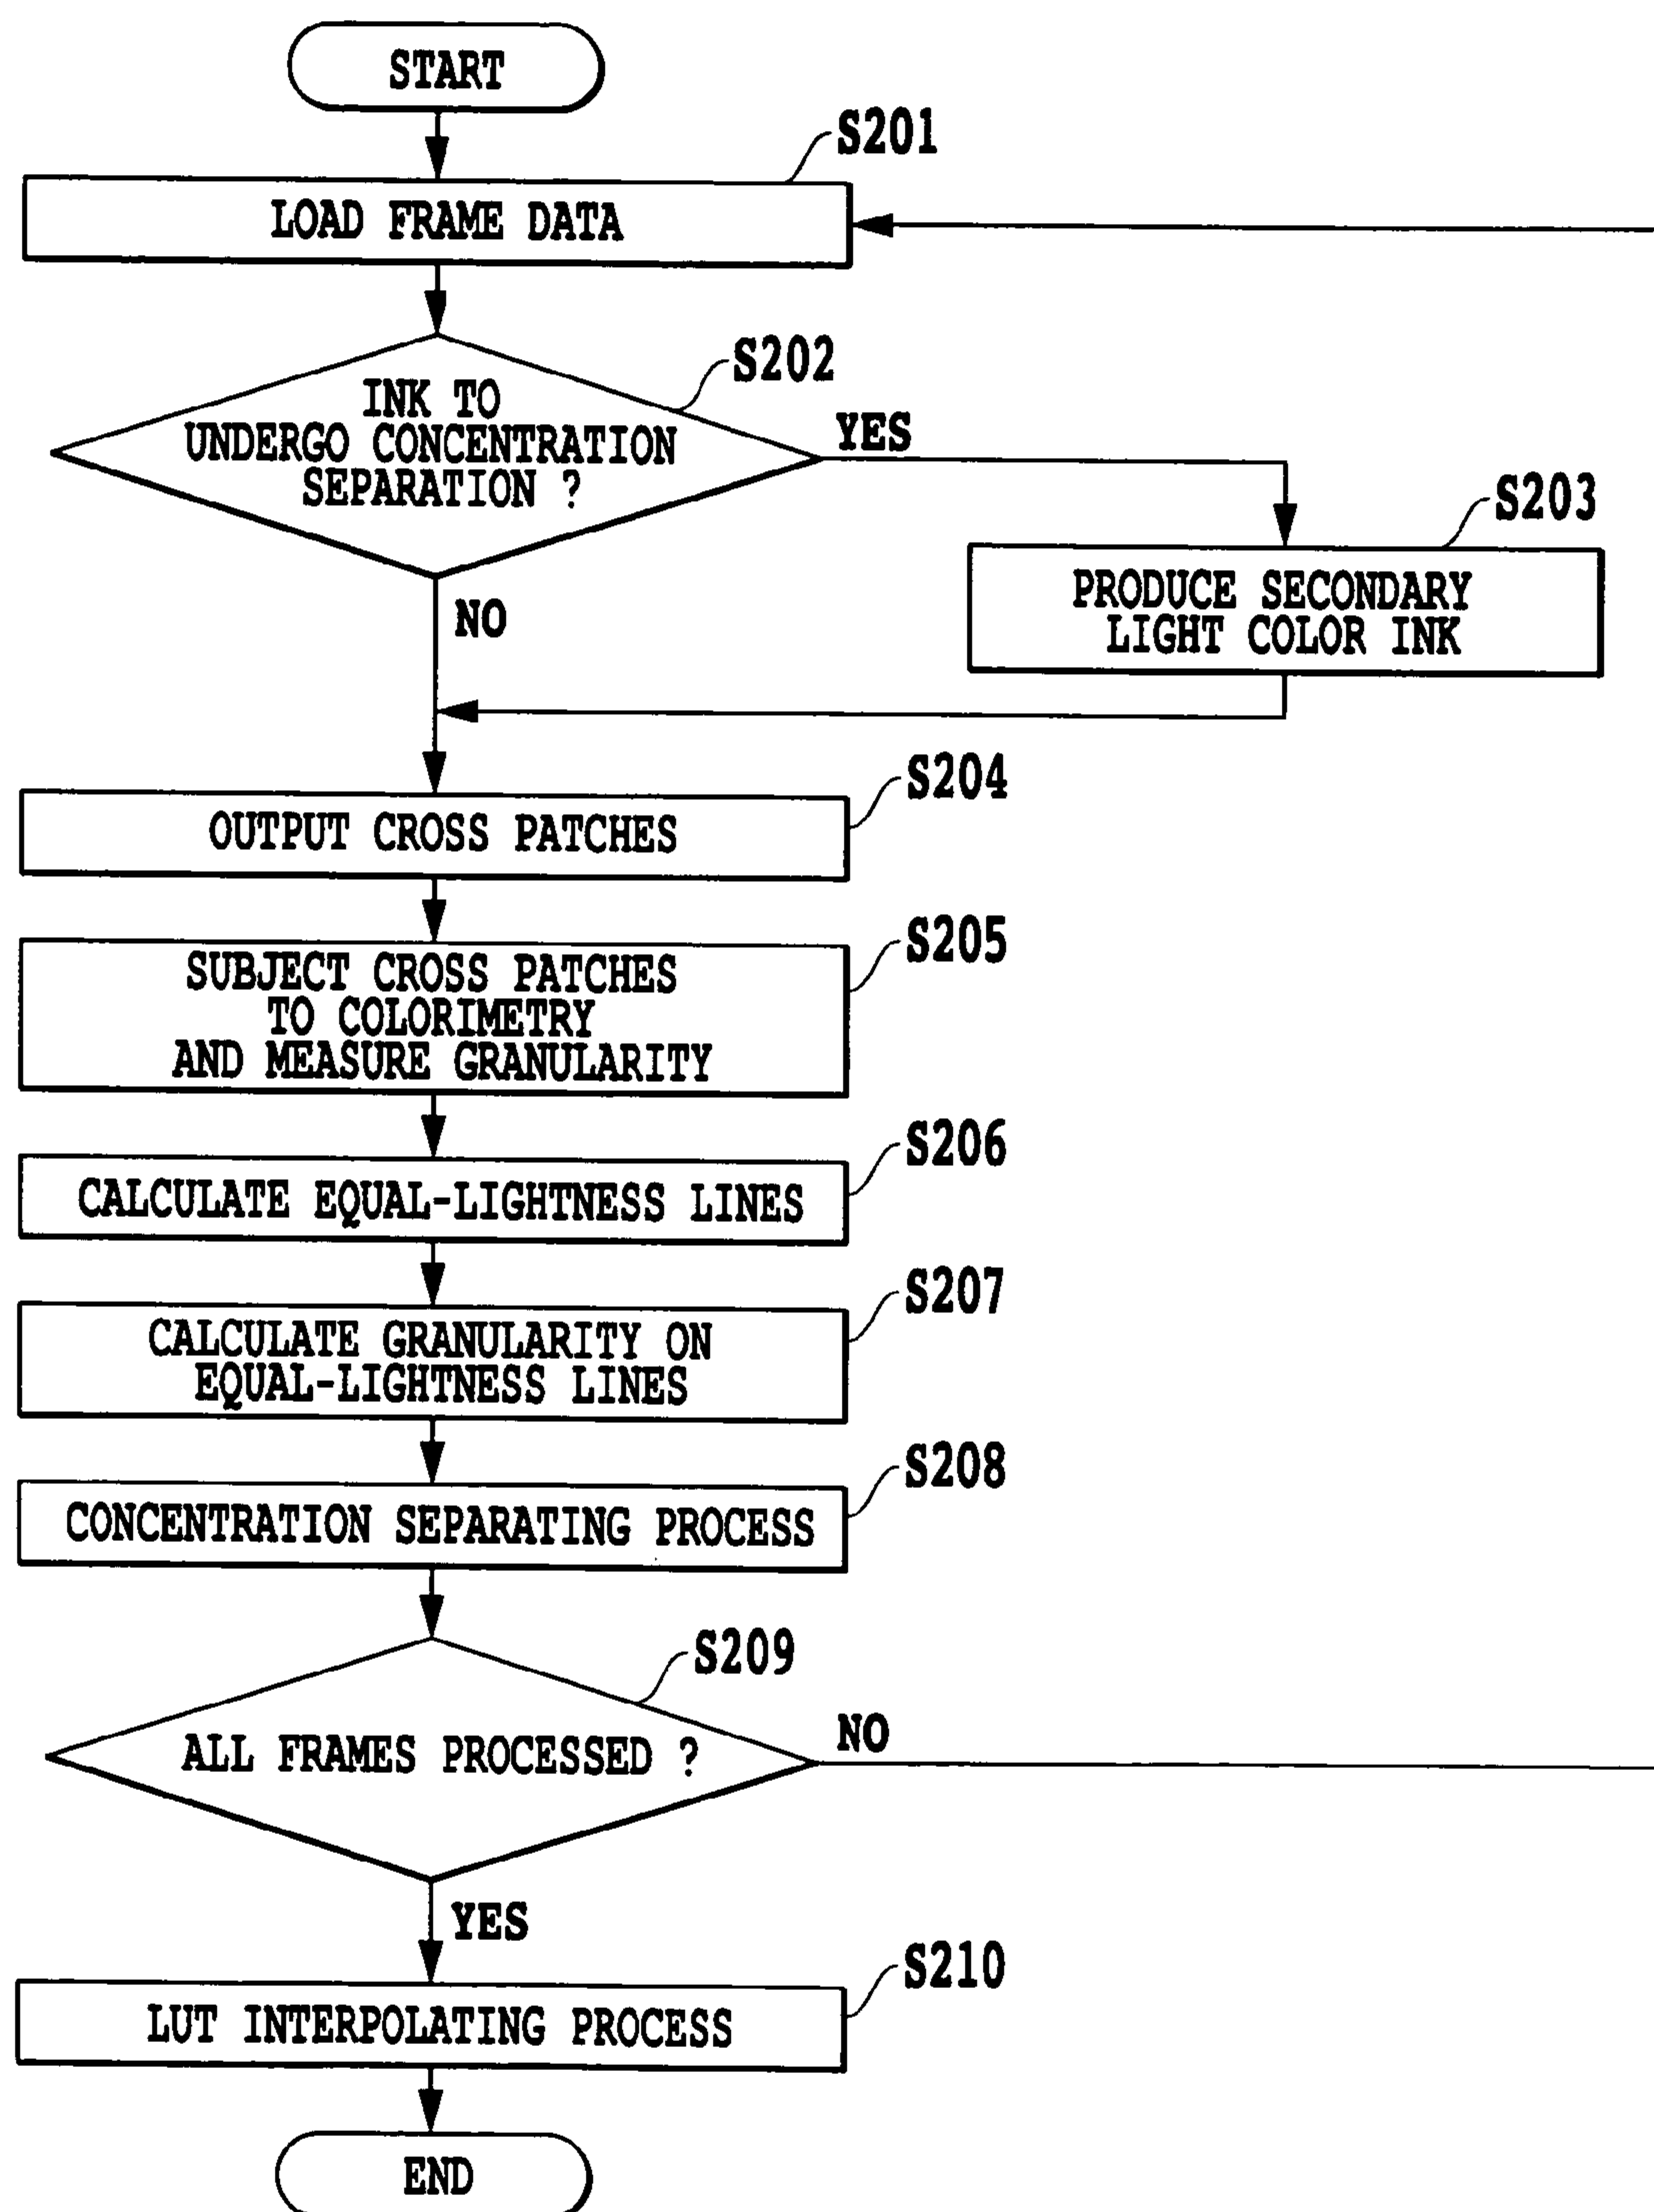 START
S201
LOAD FRAME DATA
S202
INK TO
UNDERGO CONCENTRATION
SEPARATION ?
YES
S203
PRODUCE SECONDARY
LIGHT COLOR INK
NO
S204
OUTPUT CROSS PATCHES
S205
SUBJECT CROSS PATCHES
TO COLORIMETRY
AND MEASURE GRANULARITY
S206
CALCULATE EQUAL-LIGHTNESS LINES
S207
CALCULATE GRANULARITY ON
EQUAL-LIGHTNESS LINES
S208
CONCENTRATION SEPARATING PROCESS
S209
ALL FRAMES PROCESSED ?
NO
YES
S210
LUT INTERPOLATING PROCESS
END